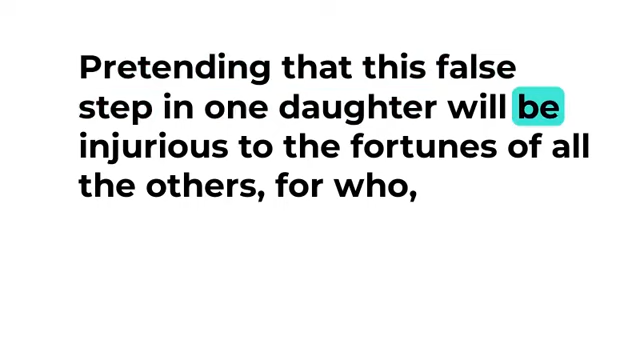 Pretending that this false
step in one daughter will be
injurious to the fortunes of all
the others, for who,